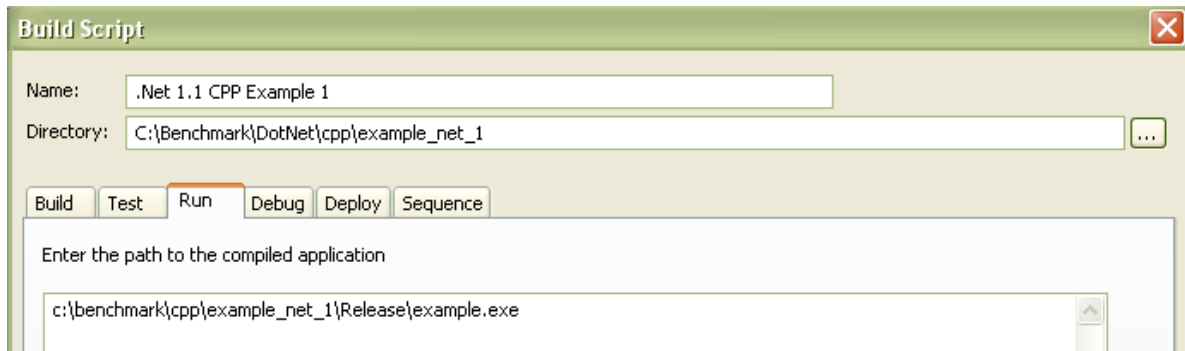 Build Script
Name: .Net 1.1 CPP Example 1
Directory: C:\Benchmark\DotNet\cpp\example_net_1 ...
Build Test Run Debug Deploy Sequence
Enter the path to the compiled application
c:\benchmark\cpp\example_net_1\Release\example.exe